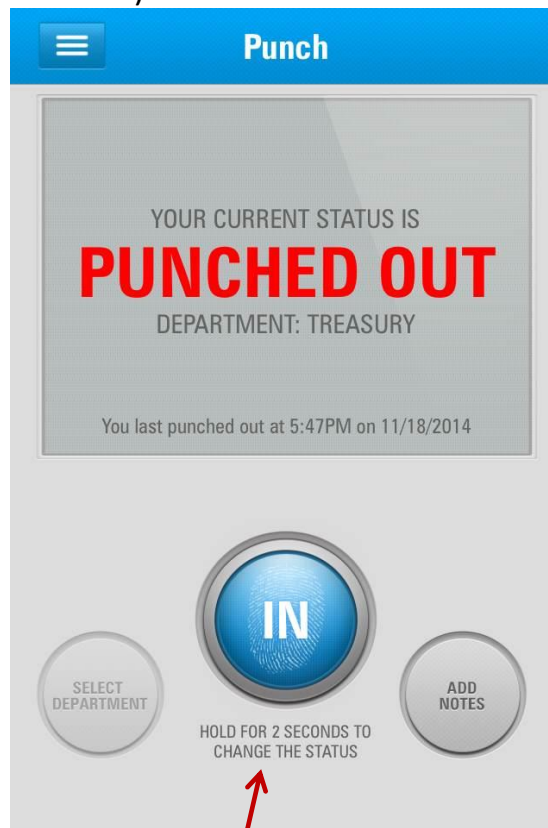 Punch
YOUR CURRENT STATUS IS
PUNCHED OUT
DEPARTMENT: TREASURY
You last punched out at 5:47PM on 11/18/2014
IN
SELECT
DEPARTMENT
HOLD FOR 2 SECONDS TO
CHANGE THE STATUS
ADD
NOTES